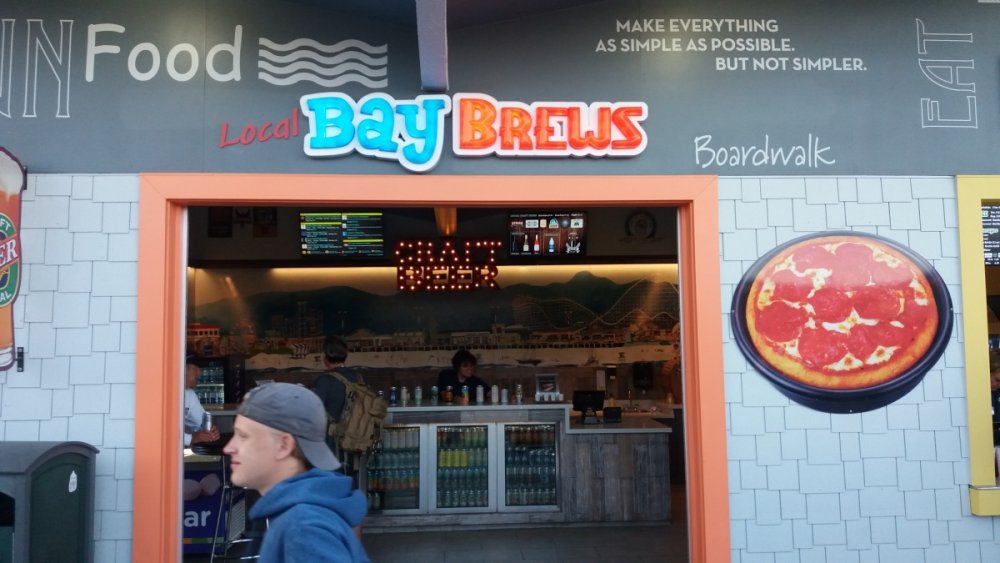 Food
MAKE EVERYTHING
AS SIMPLE AS POSSIBLE.
BUT NOT SIMPLER.
EAT
Local Bay Brews
Boardwalk
CRAFT
BEER